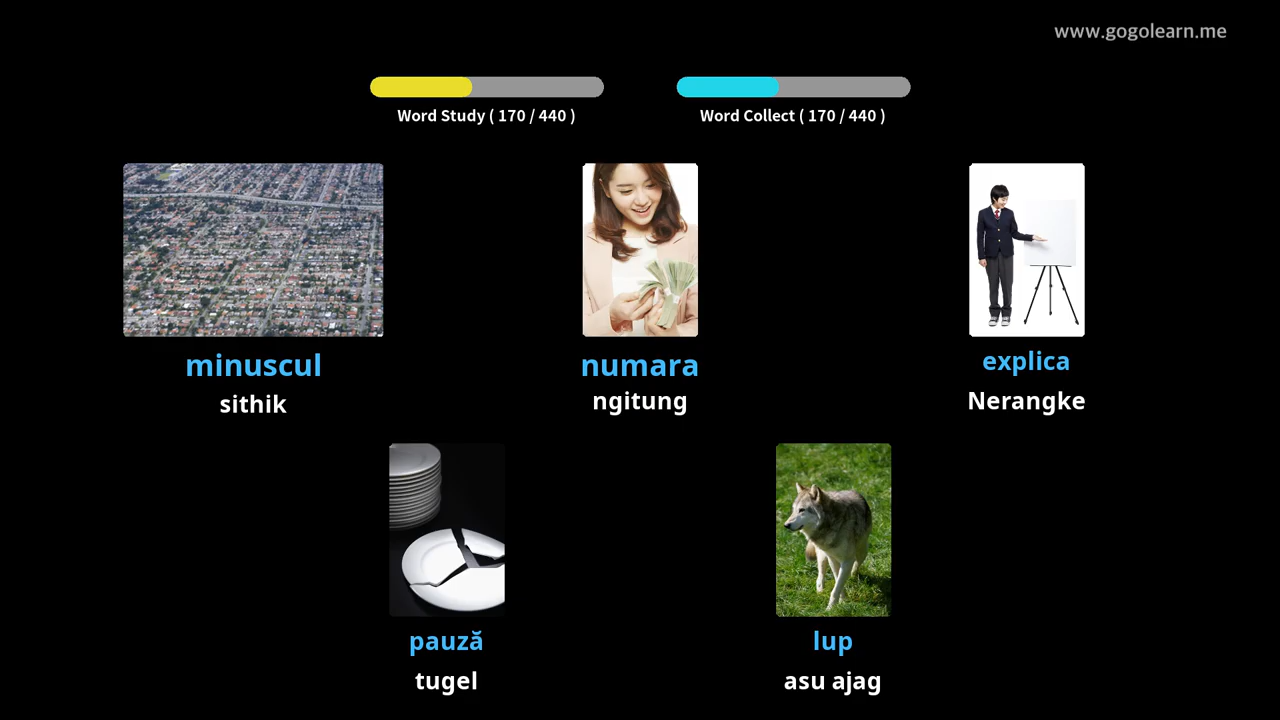 www.gogolearn.me
Word Study ( 170 / 440 )
Word Collect ( 170 / 440 )
minuscul
sithik
numara
ngitung
explica
Nerangke
pauză
tugel
lup
asu ajag